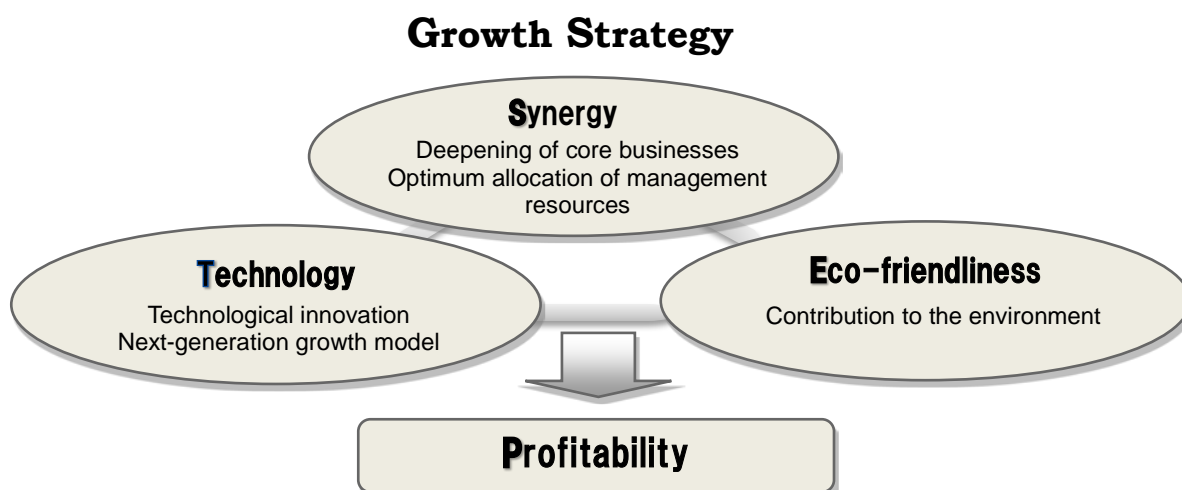 Growth Strategy
Synergy
Deepening of core businesses
Optimum allocation of management
resources
Technology
Technological innovation
Next-generation growth model
Eco-friendliness
Contribution to the environment
Profitability